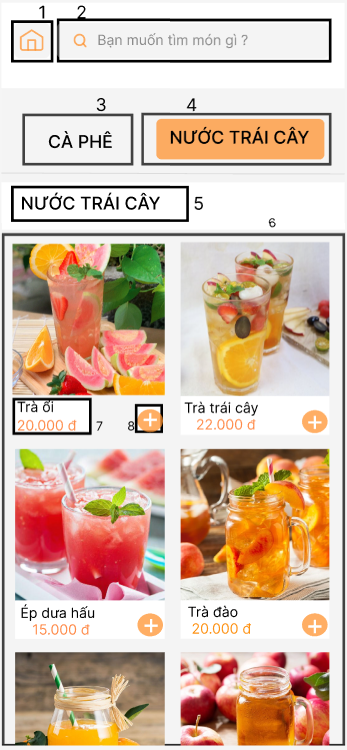 1
2
Bạn muốn tìm món gì ?
3
4
CÀ PHÊ
NƯỚC TRÁI CÂY
NƯỚC TRÁI CÂY
5
6
Trà ổi
20.000 đ
7
8
Trà trái cây
22.000 đ
Ép dưa hấu
15.000 đ
Trà đào
20.000 đ